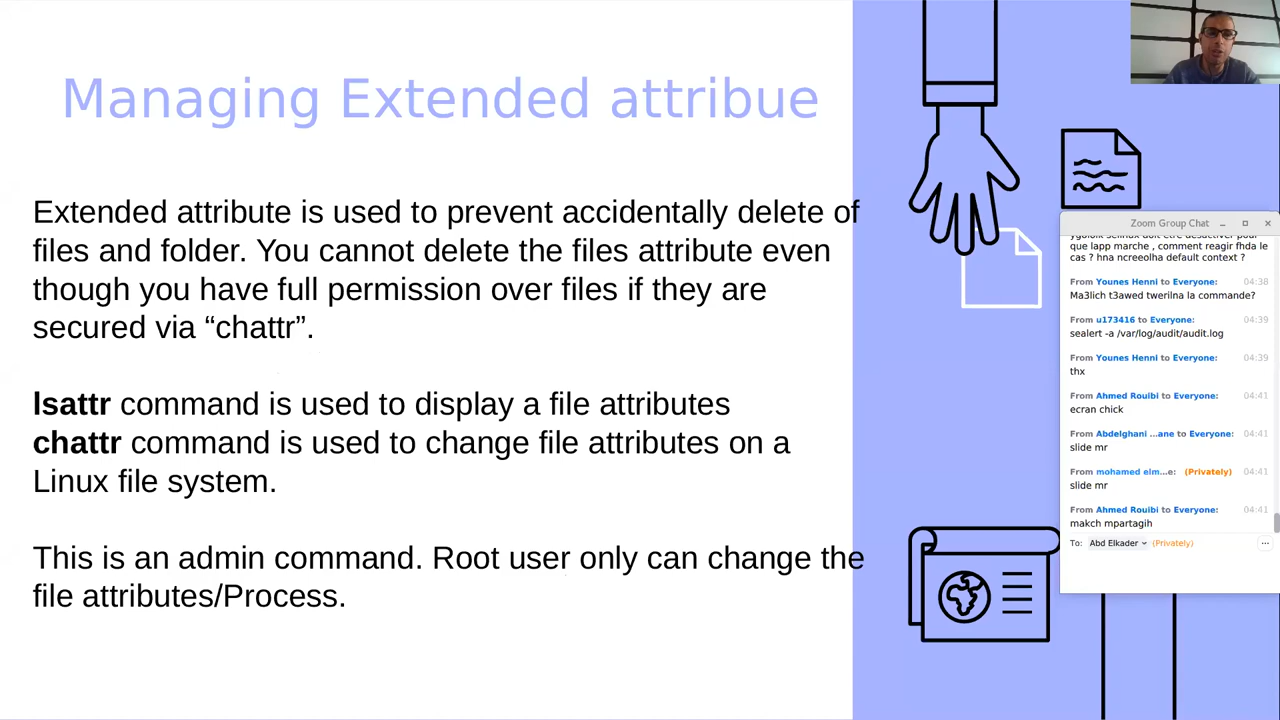 Managing Extended attribue
Extended attribute is used to prevent accidentally delete of
files and folder. You cannot delete the files attribute even
though you have full permission over files if they are
secured via “chattr”.
lsattr command is used to display a file attributes
chattr command is used to change file attributes on a
Linux file system.
This is an admin command. Root user only can change the
file attributes/Process.
Zoom Group Chat
que lapp marche , comment reagir fhda le
cas ? hna ncreeolha default context ?
From Younes Henni to Everyone: 04:38
Ma3lich t3awed twerilna la commande?
From u173416 to Everyone: 04:39
sealert -a /var/log/audit/audit.log
From Younes Henni to Everyone: 04:39
thx
From Ahmed Rouibi to Everyone: 04:41
ecran chick
From Abdelghani ...ane to Everyone: 04:41
slide mr
From mohamed elm...e: (Privately) 04:41
slide mr
From Ahmed Rouibi to Everyone: 04:41
makch mpartagih
To: Abd Elkader (Privately)